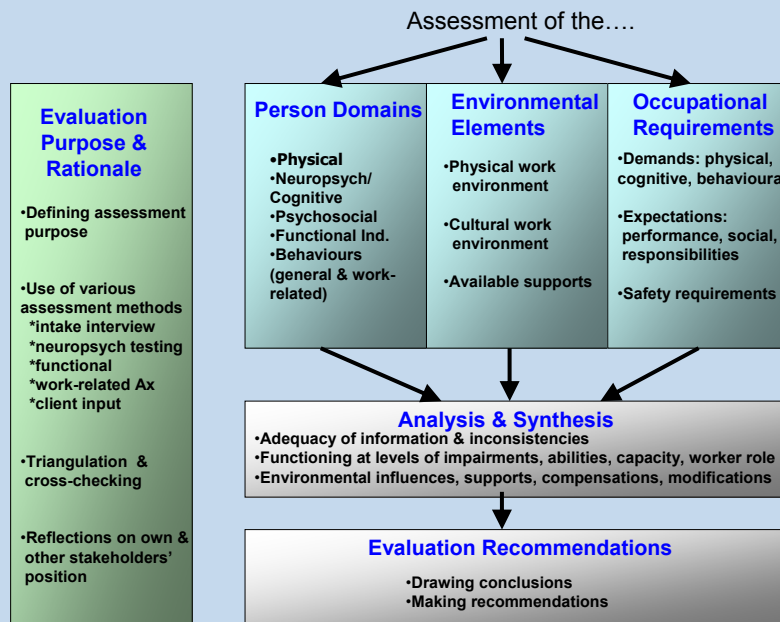 Assessment of the….
Evaluation
Purpose &
Rationale
•Defining assessment
purpose
•Use of various
assessment methods
*intake interview
*neuropsych testing
*functional
*work-related Ax
*client input
•Triangulation &
cross-checking
•Reflections on own &
other stakeholders’
position
Person Domains
•Physical
•Neuropsych/
Cognitive
•Psychosocial
•Functional Ind.
•Behaviours
(general & work-
related)
Environmental
Elements
•Physical work
environment
•Cultural work
environment
•Available supports
Occupational
Requirements
•Demands: physical,
cognitive, behavioura
•Expectations:
performance, social,
responsibilities
•Safety requirements
Analysis & Synthesis
•Adequacy of information & inconsistencies
•Functioning at levels of impairments, abilities, capacity, worker role
•Environmental influences, supports, compensations, modifications
Evaluation Recommendations
•Drawing conclusions
•Making recommendations